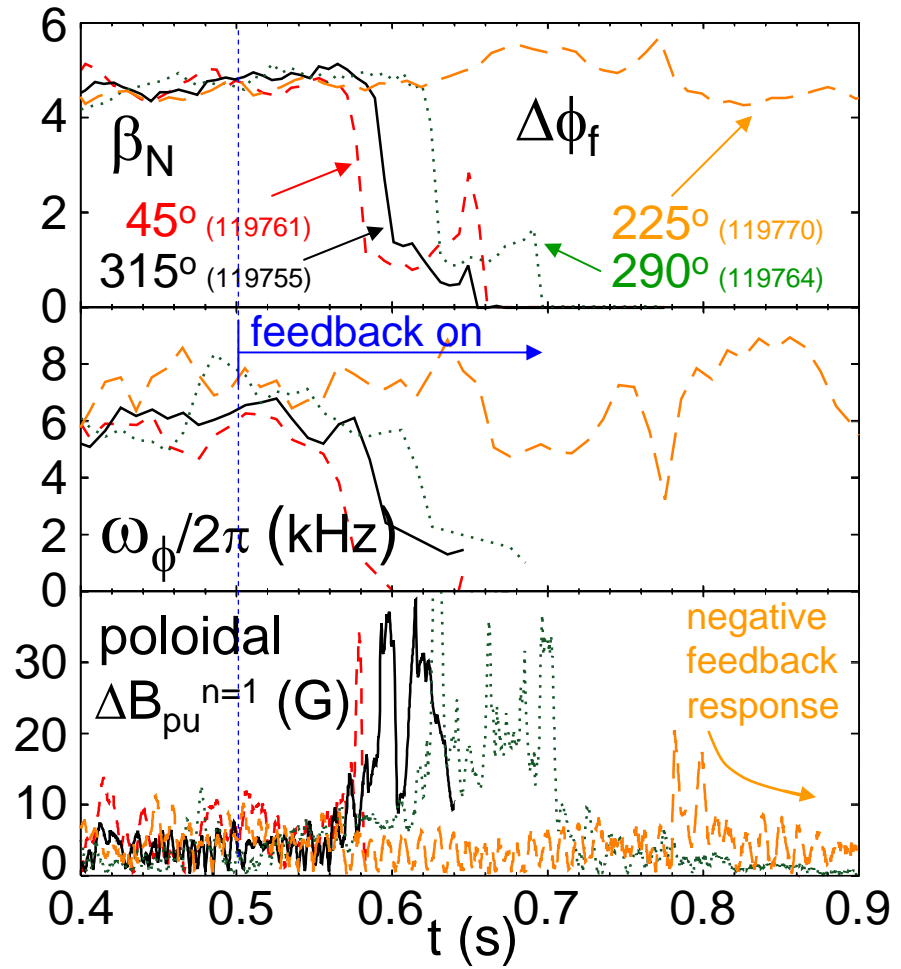 6
4
2
0
β_N
Δϕ_f
45° (119761)
315° (119755)
225° (119770)
290° (119764)
8
6
4
2
0
feedback on
ω_ϕ/2π (kHz)
30
20
10
0
poloidal
ΔB_pu^n=1 (G)
negative
feedback
response
0.4 0.5 0.6 0.7 0.8 0.9
t (s)